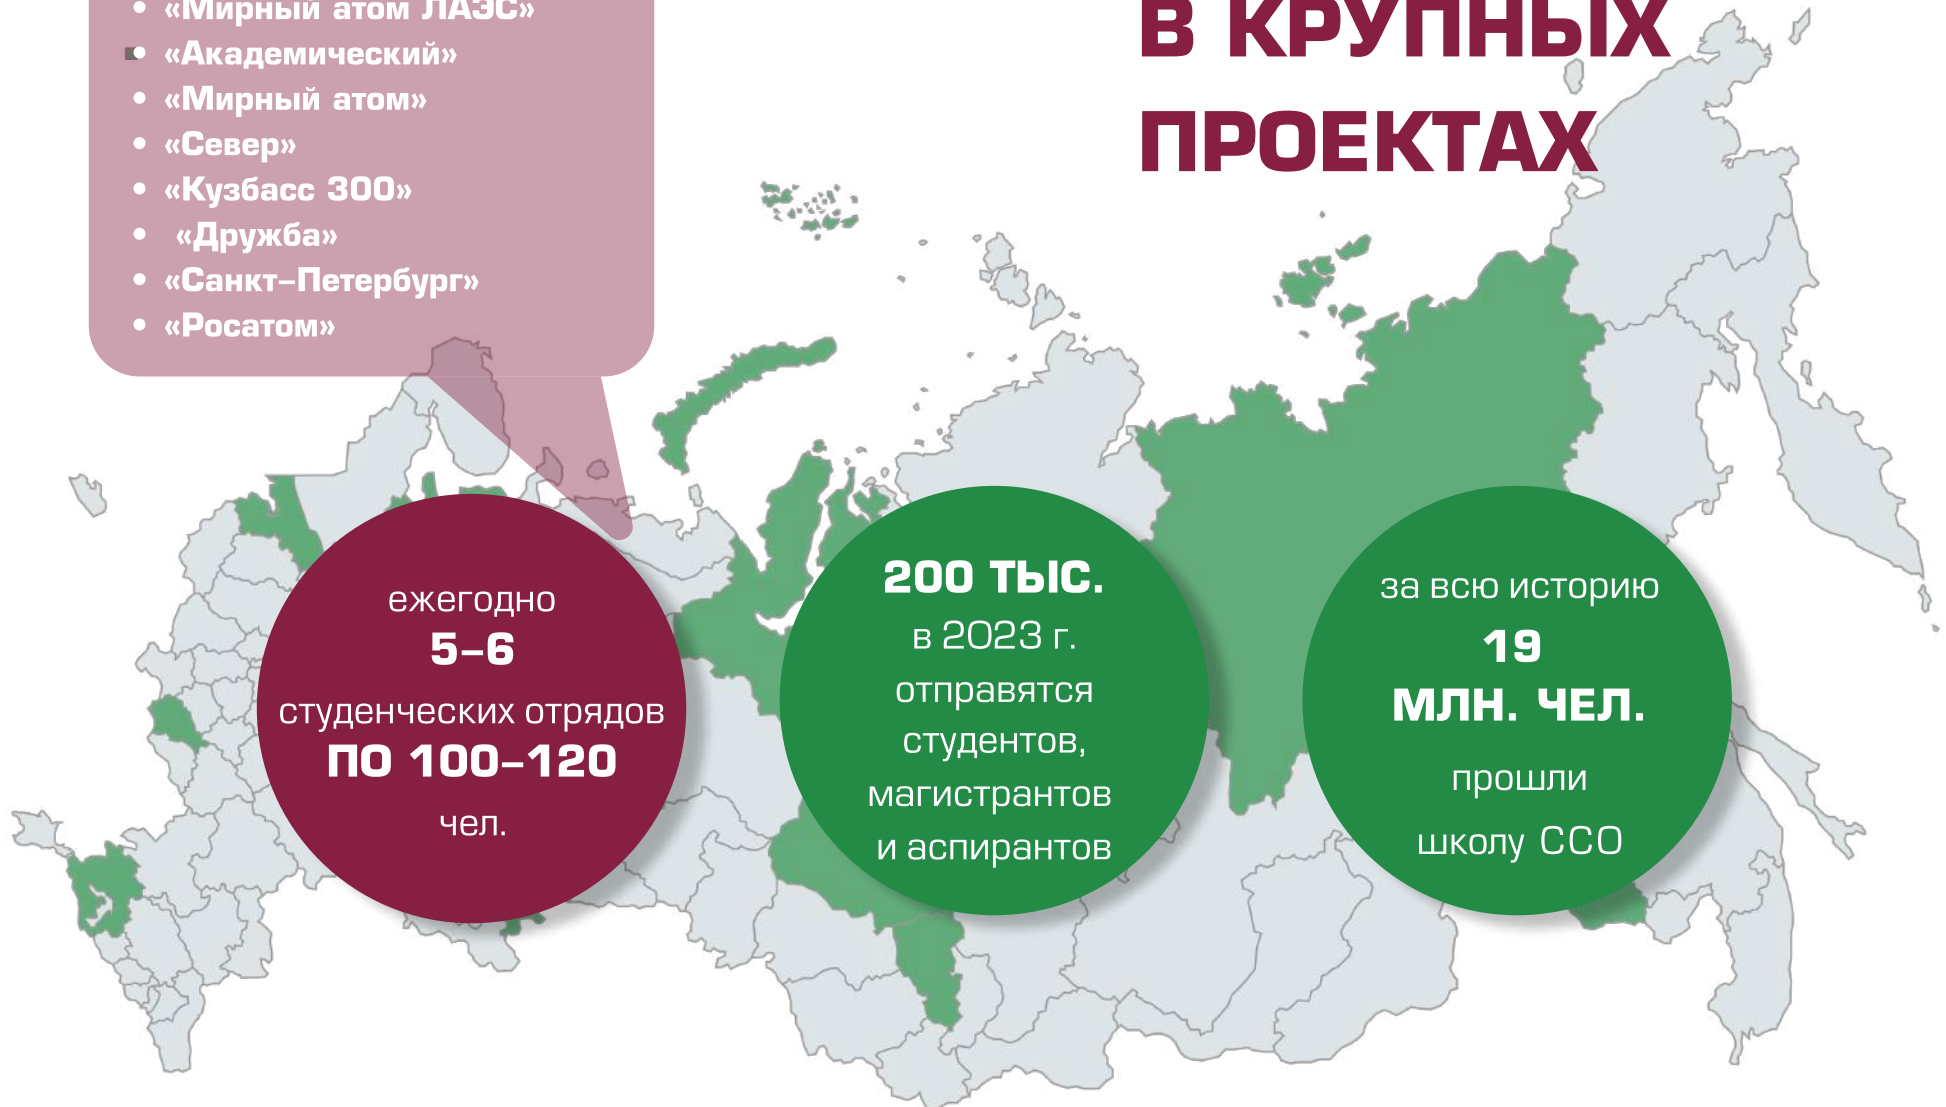 • «Мирный атом ЛАЭС»
• «Академический»
• «Мирный атом»
• «Север»
• «Кузбасс 300»
• «Дружба»
• «Санкт–Петербург»
• «Росатом»
В КРУПНЫХ
ПРОЕКТАХ
ежегодно
5–6
студенческих отрядов
ПО 100–120
чел.
200 ТЫС.
в 2023 г.
отправятся
студентов,
магистрантов
и аспирантов
за всю историю
19
МЛН. ЧЕЛ.
прошли
школу ССО